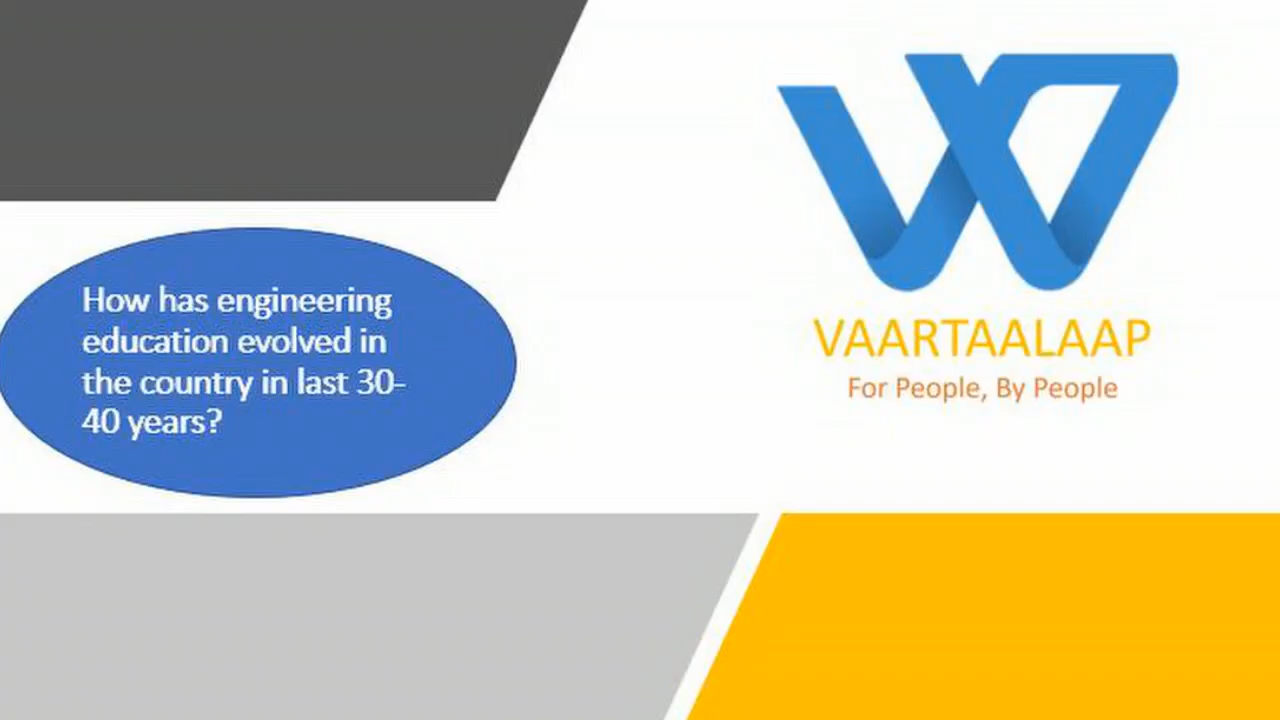 How has engineering
education evolved in
the country in last 30-
40 years?
VAARTAALAAP
For People, By People